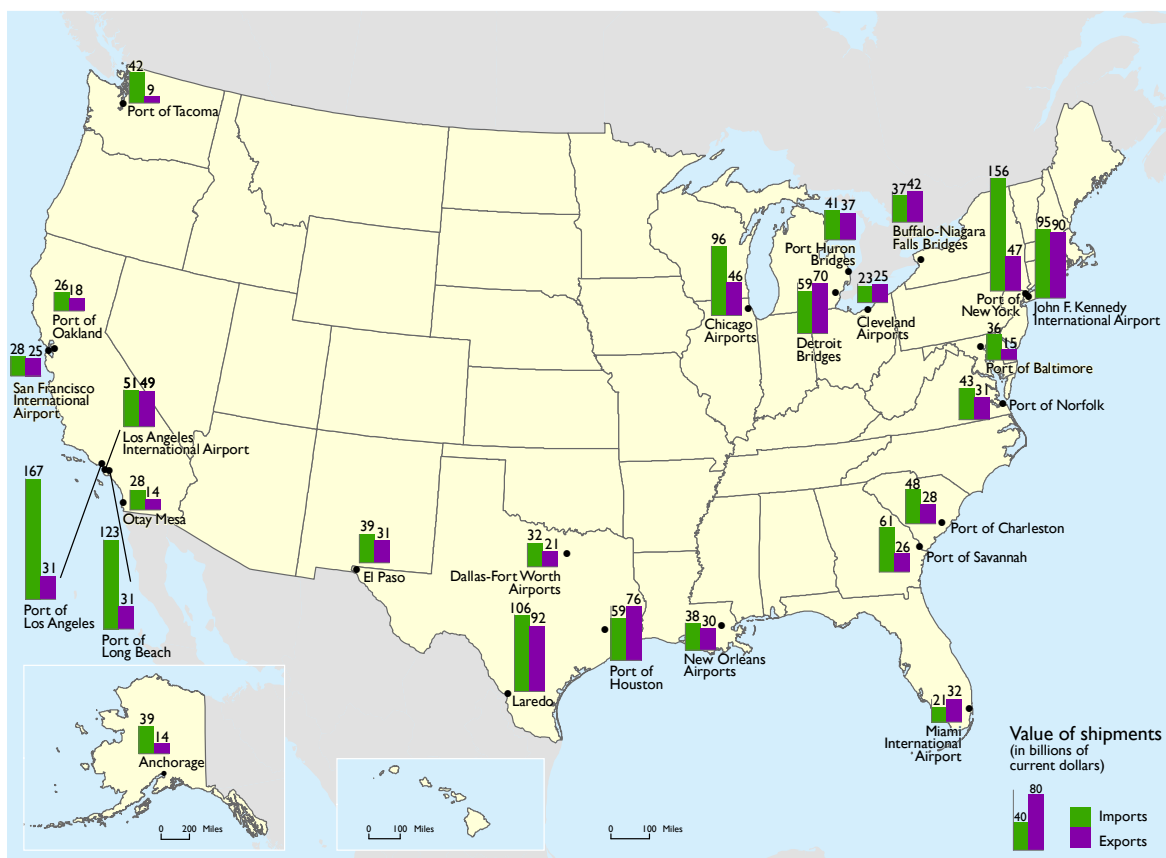 42
9
Port of Tacoma
26
18
Port of
Oakland
28
25
San Francisco
International
Airport
51
49
Los Angeles
International Airport
167
31
Port of
Los Angeles
123
31
Port of
Long Beach
28
14
Otay Mesa
39
31
El Paso
32
21
Dallas-Fort Worth
Airports
106
92
Laredo
59
76
Port of
Houston
38
30
New Orleans
Airports
96
46
Chicago
Airports
41
37
Port Huron
Bridges
59
70
Detroit
Bridges
23
25
Cleveland
Airports
37
42
Buffalo-Niagara
Falls Bridges
156
47
Port of
New York
95
90
John F. Kennedy
International Airport
36
15
Port of Baltimore
43
31
Port of Norfolk
48
28
Port of Charleston
61
26
Port of Savannah
21
32
Miami
International
Airport
39
14
Anchorage
0 200 Miles
0 100 Miles
0 100 Miles
Value of shipments
(in billions of
current dollars)
80
40
Imports
Exports